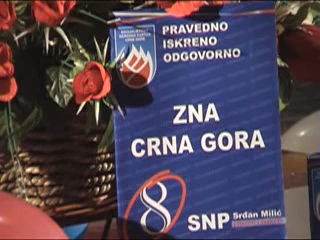 PRAVEDNO
ISKRENO
ODGOVORNO
ZNA
CRNA GORA
8
SNP Srđan Milić